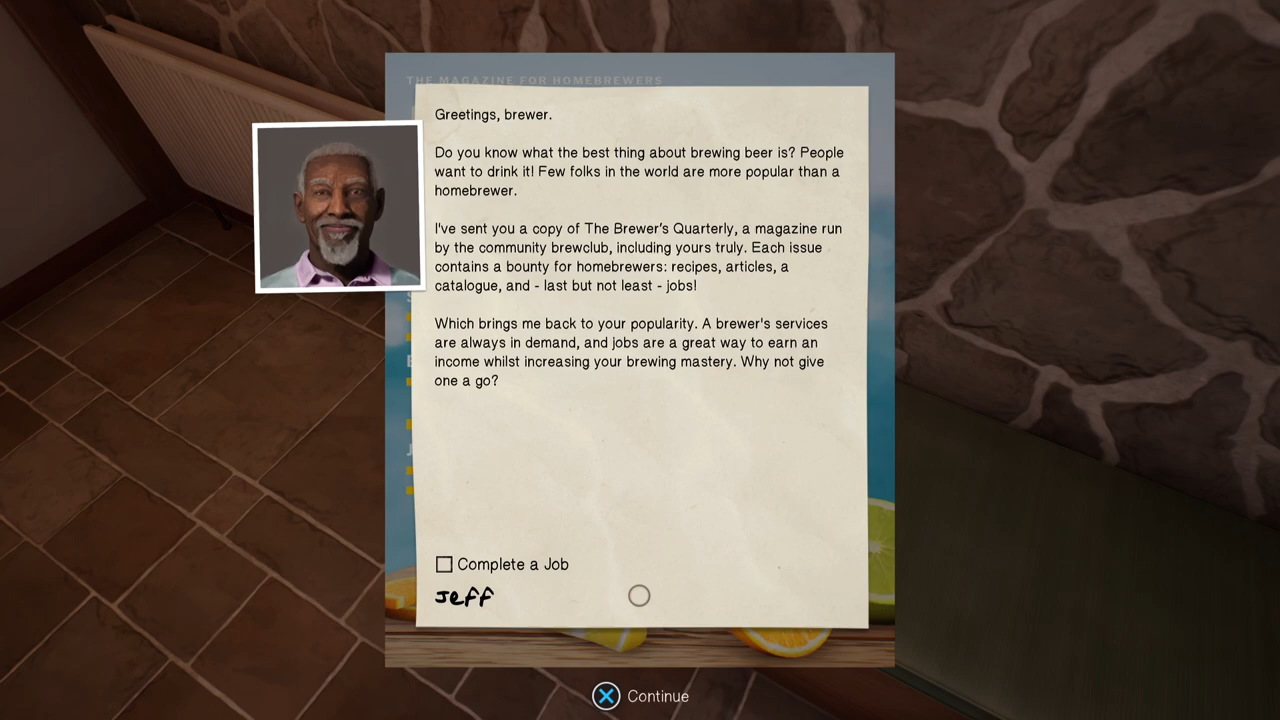 THE MAGAZINE FOR HOMEBREWERS
Greetings, brewer.
Do you know what the best thing about brewing beer is? People
want to drink it! Few folks in the world are more popular than a
homebrewer.
I've sent you a copy of The Brewer's Quarterly, a magazine run
by the community brewclub, including yours truly. Each issue
contains a bounty for homebrewers: recipes, articles, a
catalogue, and - last but not least - jobs!
Which brings me back to your popularity. A brewer's services
are always in demand, and jobs are a great way to earn an
income whilst increasing your brewing mastery. Why not give
one a go?
Complete a Job
Jeff
Continue